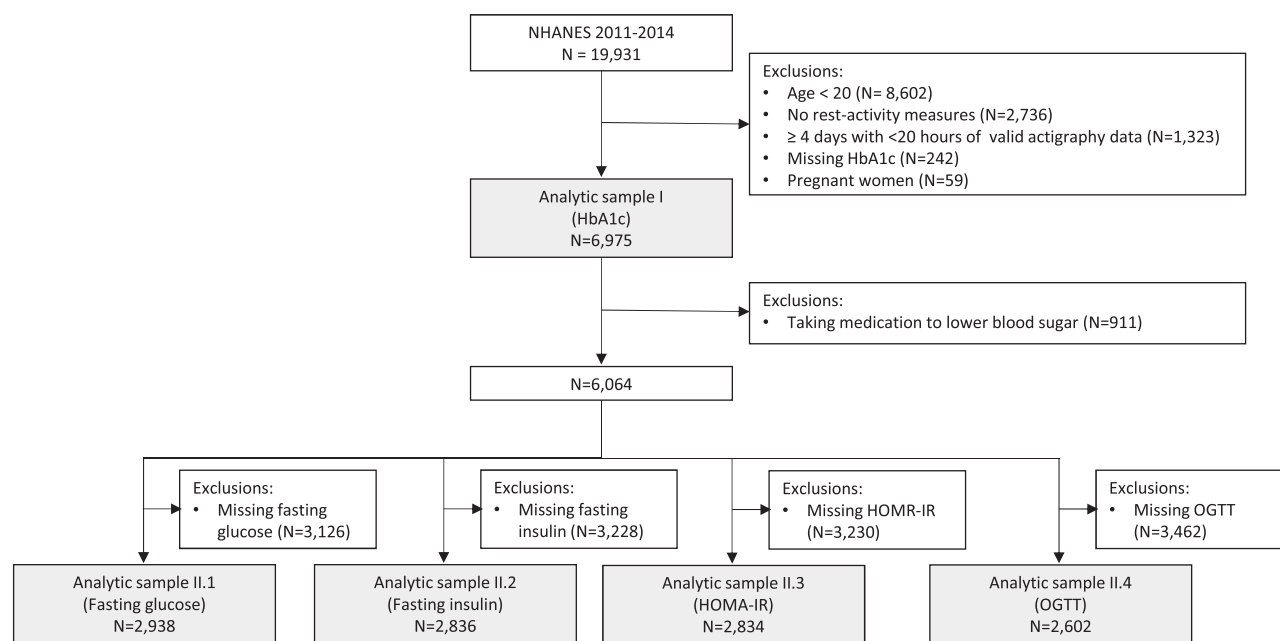 NHANES 2011-2014
N = 19,931
Exclusions:
• Age < 20 (N= 8,602)
• No rest-activity measures (N=2,736)
• ≥ 4 days with <20 hours of  valid actigraphy data (N=1,323)
• Missing HbA1c (N=242)
• Pregnant women (N=59)
Analytic sample I
(HbA1c)
N=6,975
Exclusions:
• Taking medication to lower blood sugar (N=911)
N=6,064
Exclusions:
• Missing fasting
glucose (N=3,126)
Exclusions:
• Missing fasting
insulin (N=3,228)
Exclusions:
• Missing HOMR-IR
(N=3,230)
Exclusions:
• Missing OGTT
(N=3,462)
Analytic sample II.1
(Fasting glucose)
N=2,938
Analytic sample II.2
(Fasting insulin)
N=2,836
Analytic sample II.3
(HOMA-IR)
N=2,834
Analytic sample II.4
(OGTT)
N=2,602